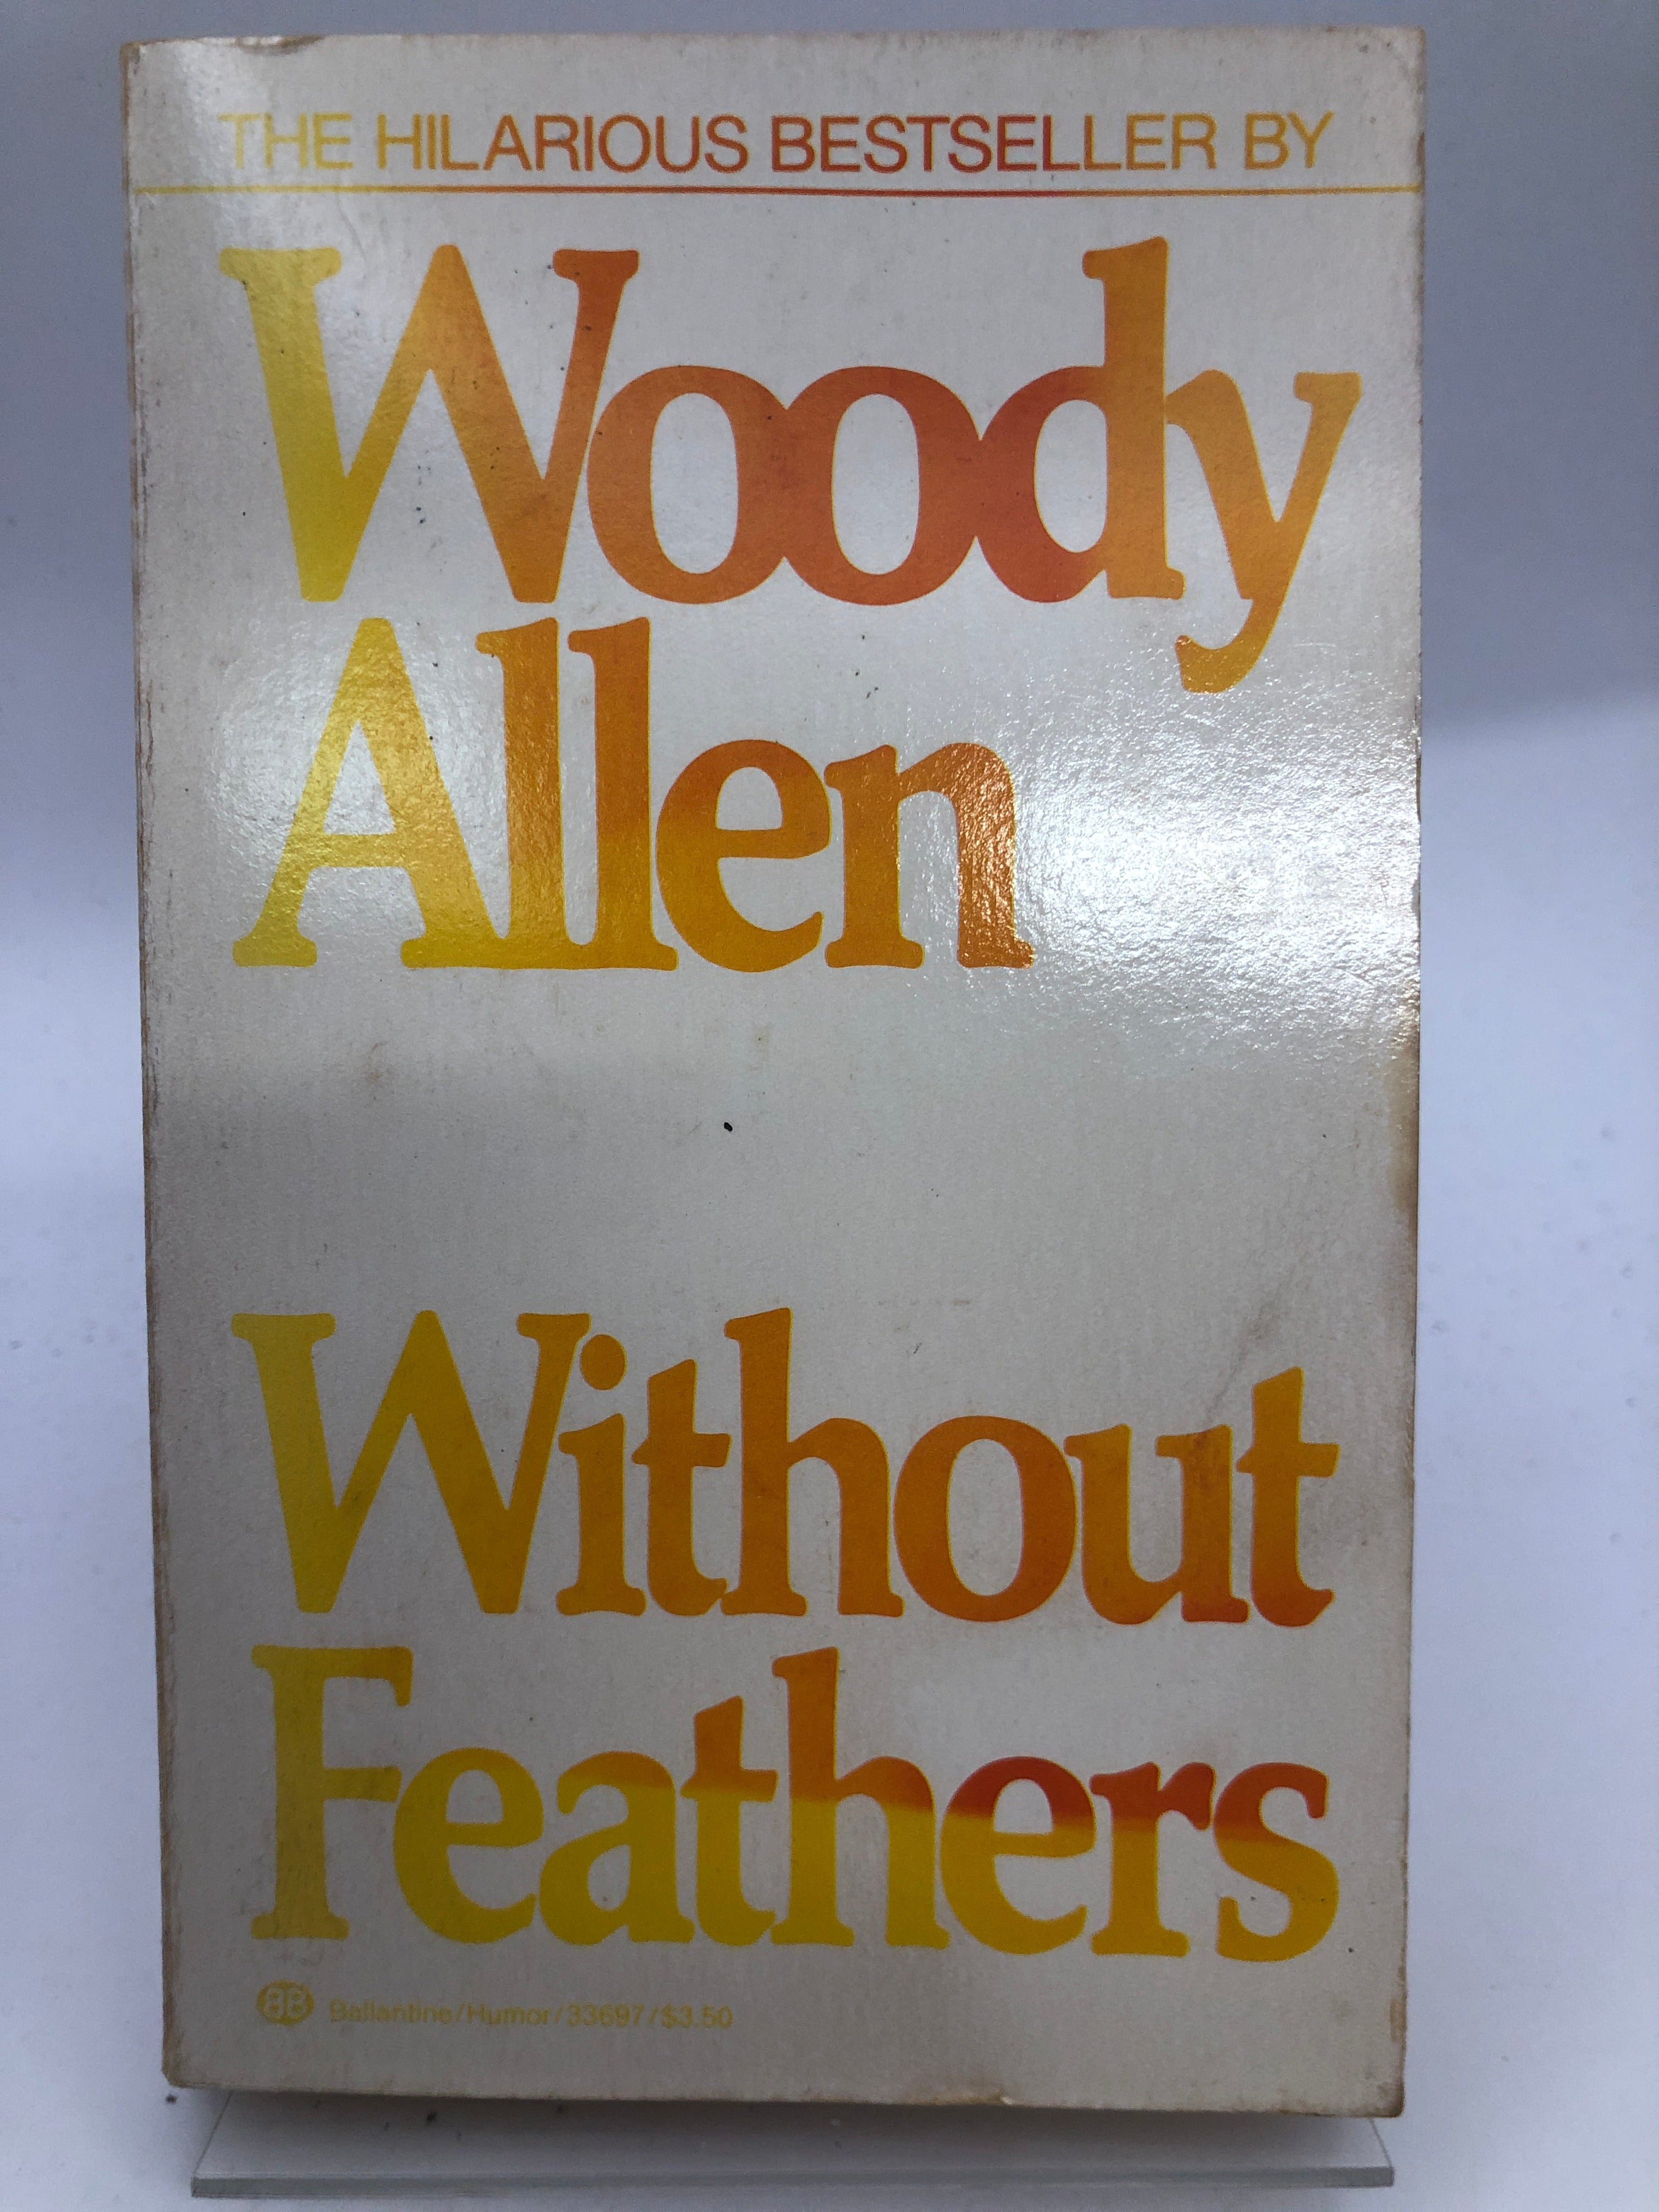 THE HILARIOUS BESTSELLER BY
Woody
Allen
Without
Feathers
BB Ballantine/Humor/33697/$3.50